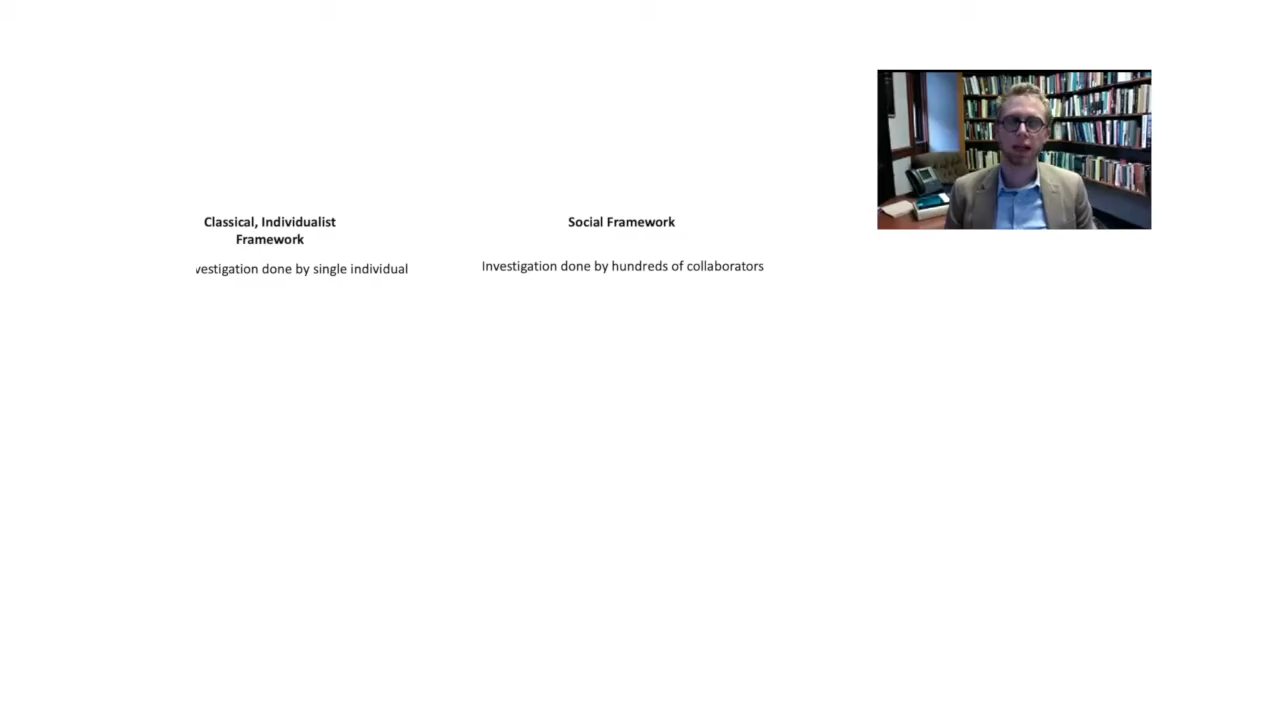 Classical, Individualist
Framework
vestigation done by single individual
Social Framework
Investigation done by hundreds of collaborators